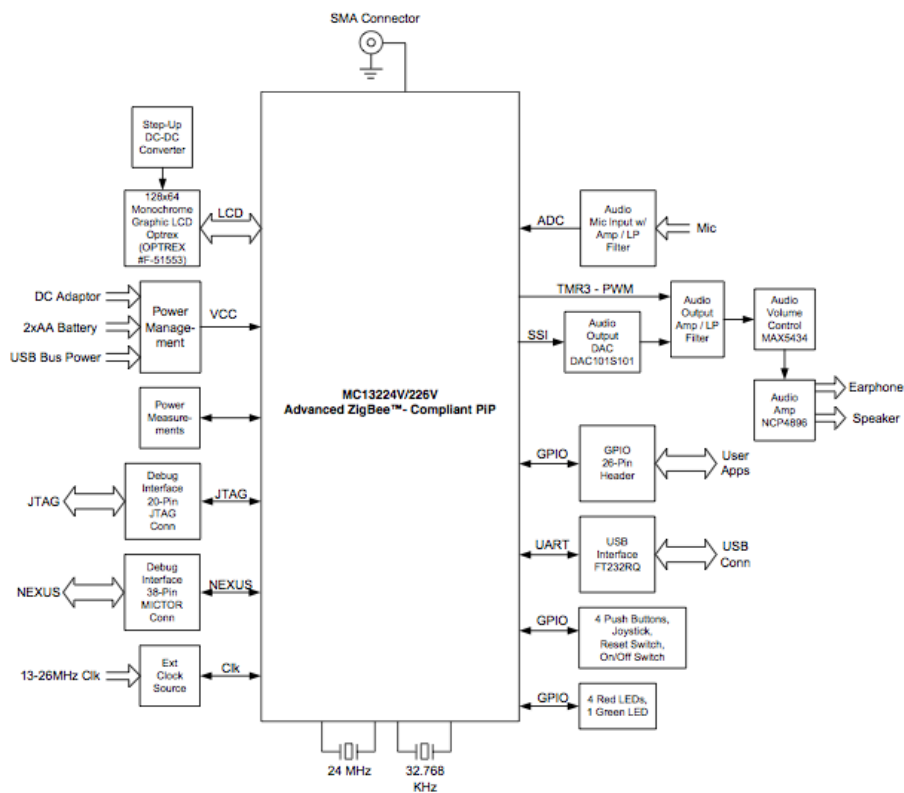 SMA Connector
Step-Up
DC-DC
Converter
128x64
Monochrome
Graphic LCD
Optrex
(OPTREX
#F-51553)
LCD
DC Adaptor
2xAA Battery
USB Bus Power
Power
Manage-
ment
VCC
Power
Measure-
ments
JTAG
Debug
Interface
20-Pin
JTAG
Conn
JTAG
NEXUS
Debug
Interface
38-Pin
MICTOR
Conn
NEXUS
13-26MHz Clk
Ext
Clock
Source
Clk
MC13224V/226V
Advanced ZigBee™- Compliant PiP
24 MHz
32.768
KHz
ADC
Audio
Mic Input w/
Amp / LP
Filter
Mic
TMR3 - PWM
SSI
Audio
Output
DAC
DAC101S101
Audio
Output
Amp / LP
Filter
Audio
Volume
Control
MAX5434
Audio
Amp
NCP4896
Earphone
Speaker
GPIO
GPIO
26-Pin
Header
User
Apps
UART
USB
Interface
FT232RQ
USB
Conn
GPIO
4 Push Buttons,
Joystick,
Reset Switch,
On/Off Switch
GPIO
4 Red LEDs,
1 Green LED